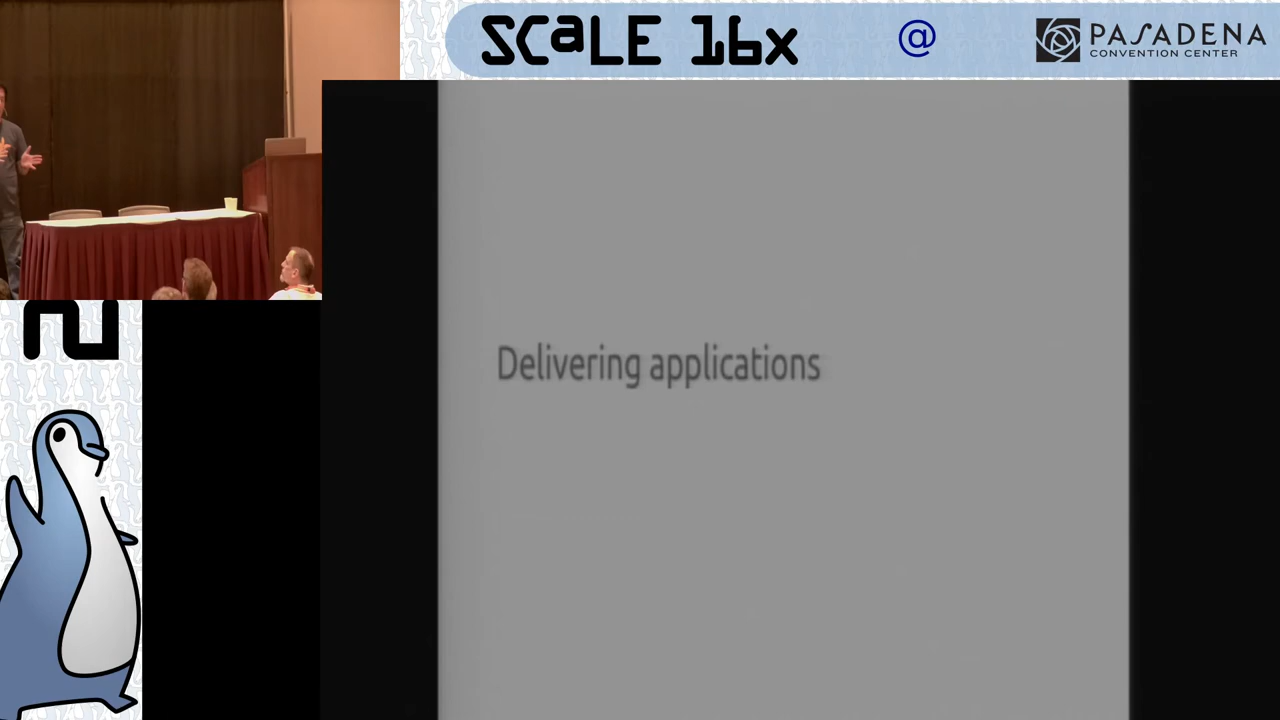 SCaLE 16x @ PASADENA
CONVENTION CENTER
Delivering applications